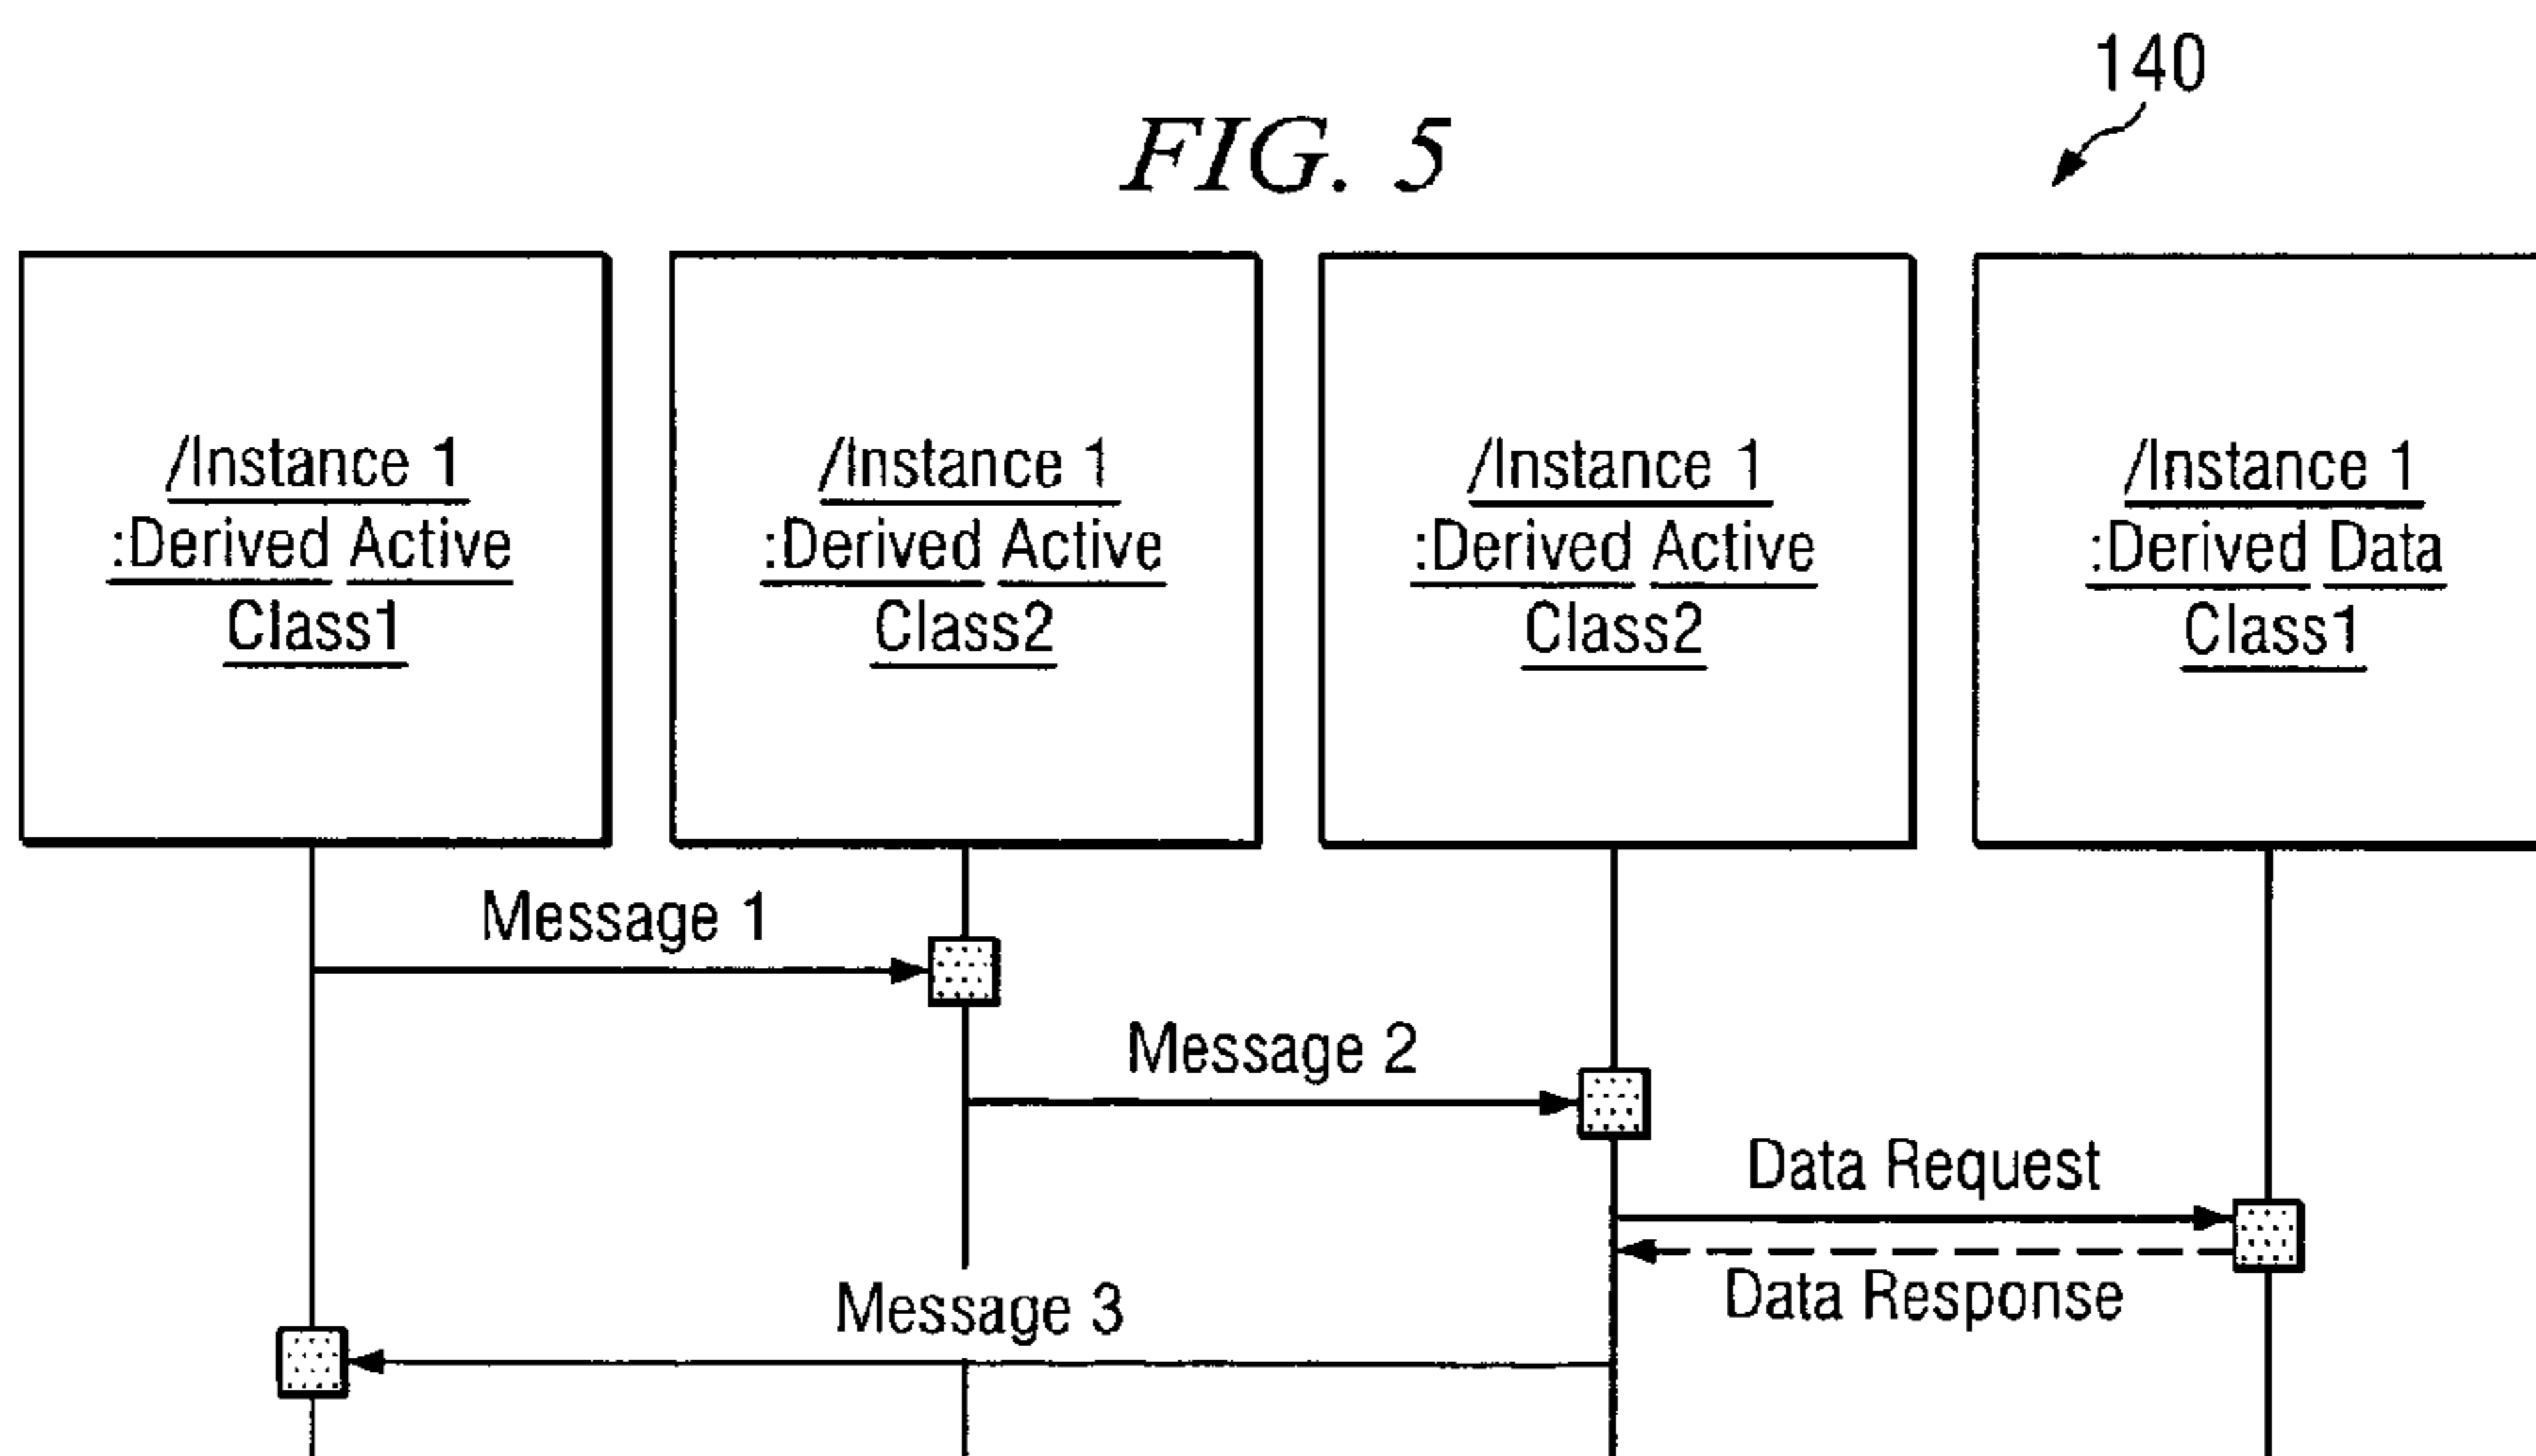 140
FIG. 5
/Instance 1
:Derived Active
Class1
/Instance 1
:Derived Active
Class2
/Instance 1
:Derived Active
Class2
/Instance 1
:Derived Data
Class1
Message 1
Message 2
Data Request
Data Response
Message 3